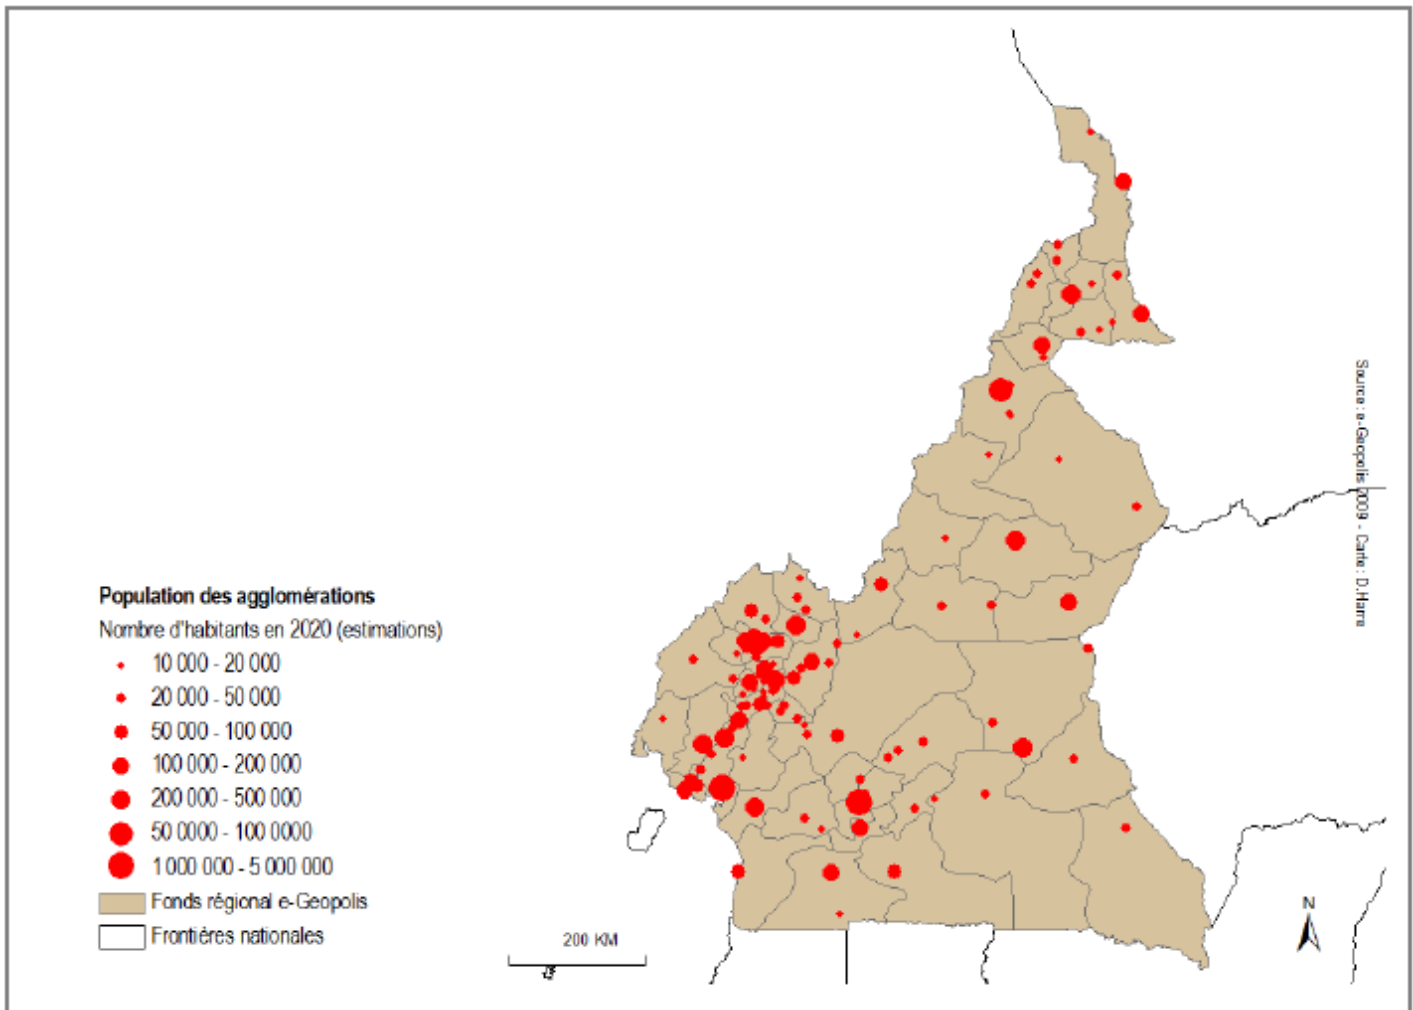 Population des agglomérations
Nombre d'habitants en 2020 (estimations)
10 000 - 20 000
20 000 - 50 000
50 000 - 100 000
100 000 - 200 000
200 000 - 500 000
50 0000 - 100 0000
1 000 000 - 5 000 000
Fonds régional e-Geopolis
Frontières nationales
200 KM
N
Source : e-Geopolis 2009 - Carte : D.Harre